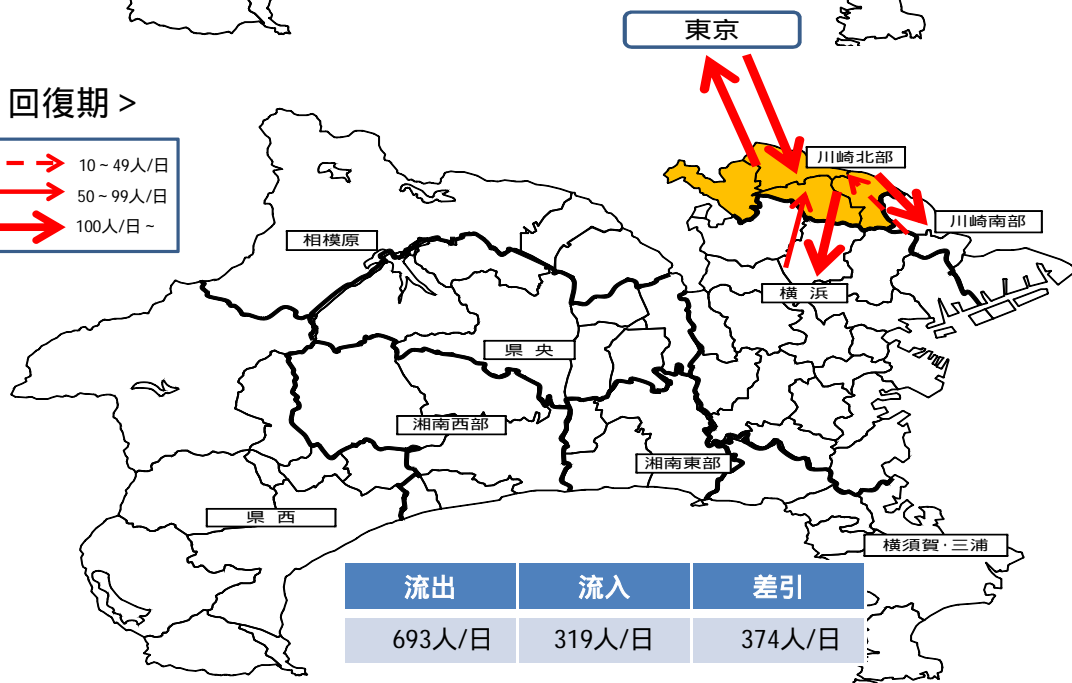 東京
回復期 >
10 ~ 49人/日
50 ~ 99人/日
100人/日 ~
川崎北部
川崎南部
相模原
横 浜
県 央
湘南西部
湘南東部
県 西
横須賀・三浦
流出 流入 差引
693人/日 319人/日 374人/日